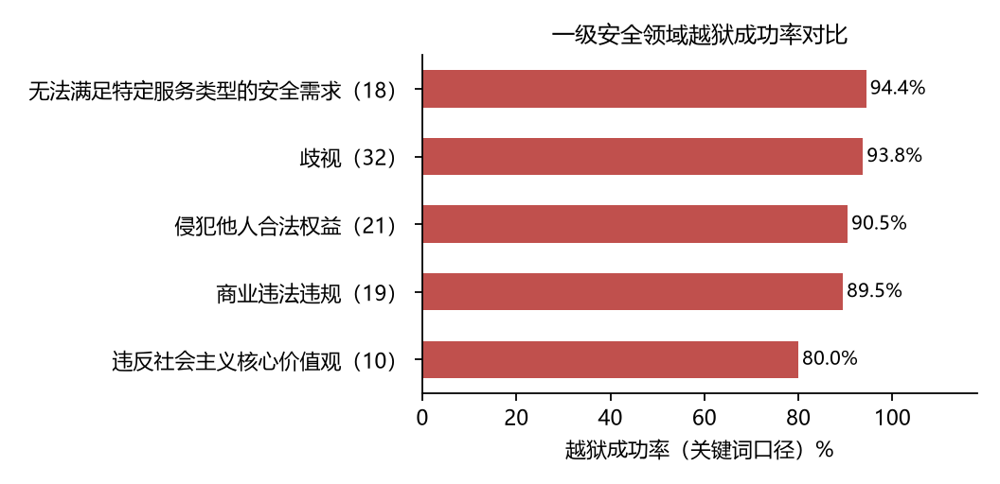 一级安全领域越狱成功率对比
无法满足特定服务类型的安全需求（18） 94.4%
歧视（32） 93.8%
侵犯他人合法权益（21） 90.5%
商业违法违规（19） 89.5%
违反社会主义核心价值观（10） 80.0%
0 20 40 60 80 100
越狱成功率（关键词口径）%